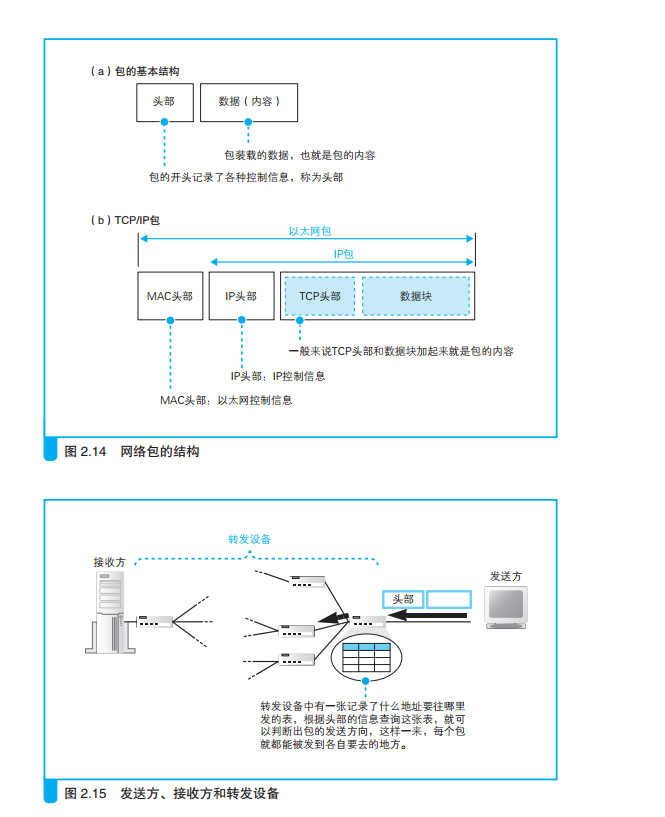 （a）包的基本结构
头部
数据（内容）
包装载的数据，也就是包的内容
包的开头记录了各种控制信息，称为头部
（b）TCP/IP包
以太网包
IP包
MAC头部
IP头部
TCP头部
数据块
一般来说TCP头部和数据块加起来就是包的内容
IP头部：IP控制信息
MAC头部：以太网控制信息
图 2.14 网络包的结构
转发设备
接收方
发送方
头部
转发设备中有一张记录了什么地址要往哪里
发的表，根据头部的信息查询这张表，就可
以判断出包的发送方向，这样一来，每个包
就都能被发到各自要去的地方。
图 2.15 发送方、接收方和转发设备